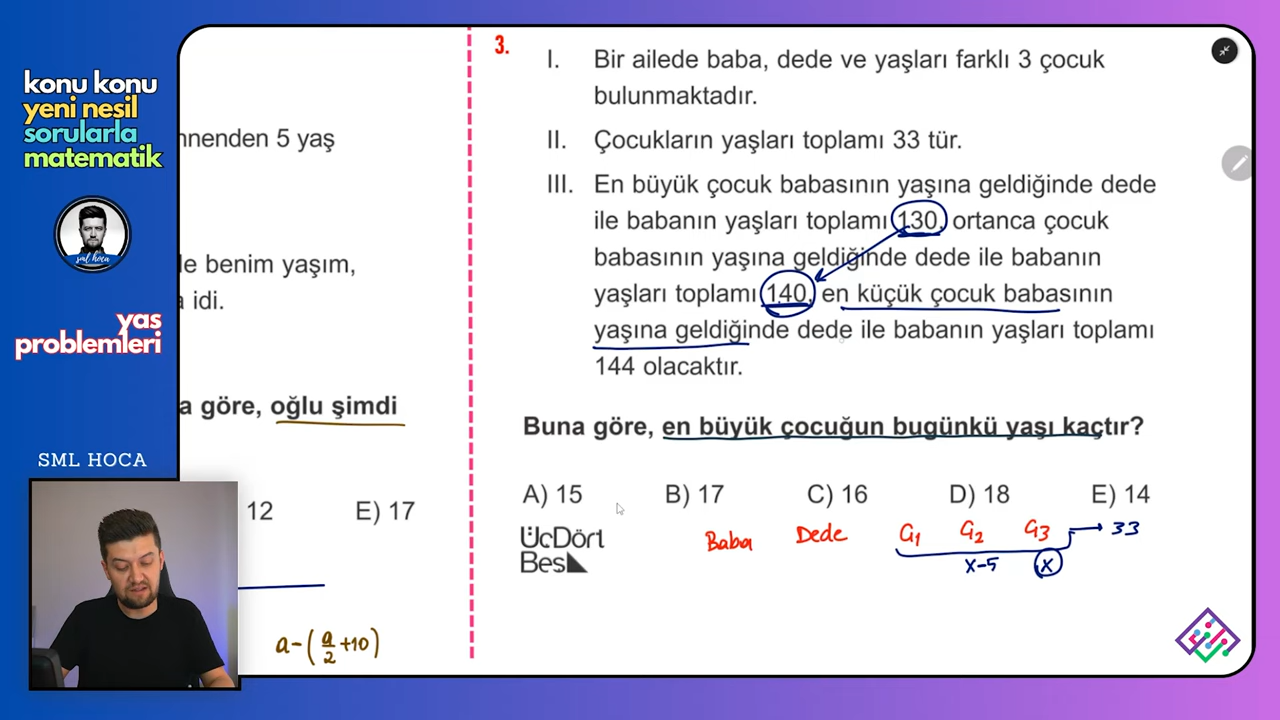 konu konu
yeni nesil
sorularla
matematik
sml hoca
yas
problemleri
SML HOCA
nnenden 5 yaş
le benim yaşım,
a idi.
a göre, oğlu şimdi
12 E) 17
a-(a/2+10)
3.
I. Bir ailede baba, dede ve yaşları farklı 3 çocuk
bulunmaktadır.
II. Çocukların yaşları toplamı 33 tür.
III. En büyük çocuk babasının yaşına geldiğinde dede
ile babanın yaşları toplamı 130, ortanca çocuk
babasının yaşına geldiğinde dede ile babanın
yaşları toplamı 140, en küçük çocuk babasının
yaşına geldiğinde dede ile babanın yaşları toplamı
144 olacaktır.
Buna göre, en büyük çocuğun bugünkü yaşı kaçtır?
A) 15 B) 17 C) 16 D) 18 E) 14
ÜcDört
Bes
Baba Dede Ç1 Ç2 Ç3 → 33
x-5 x